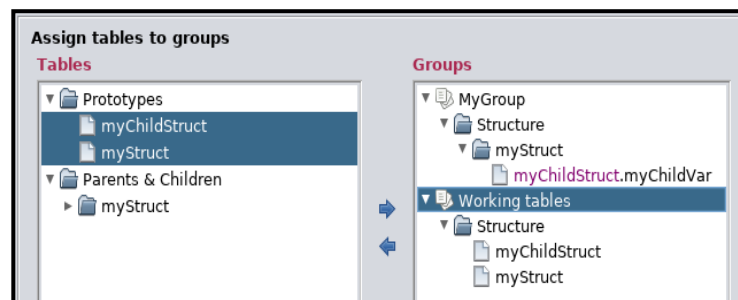 Assign tables to groups
Tables
Prototypes
myChildStruct
myStruct
Parents & Children
myStruct
Groups
MyGroup
Structure
myStruct
myChildStruct.myChildVar
Working tables
Structure
myChildStruct
myStruct